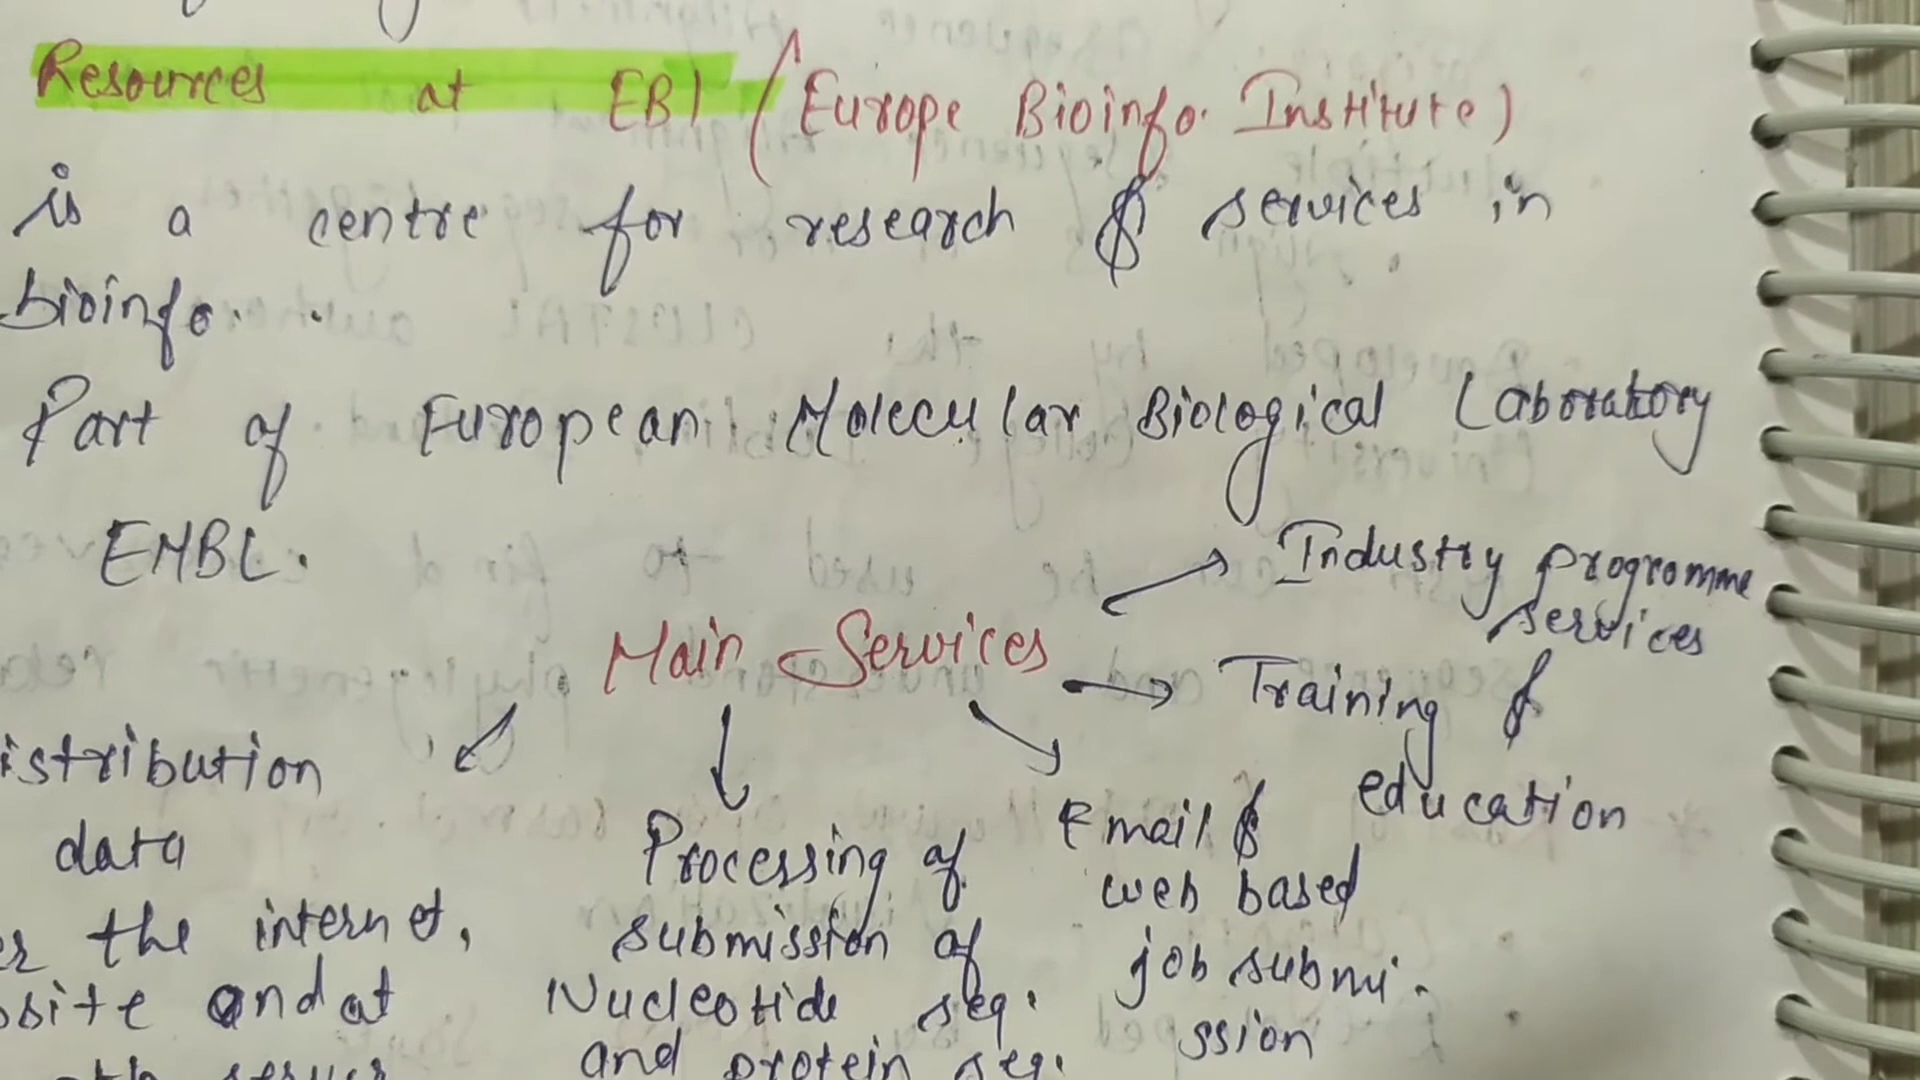 Resources at EBI (Europe Bioinfo. Institute)
is a centre for research & services in
bioinfo.
Part of European Molecular Biological Laboratory
EMBL.
Main Services
Industry programme
services
Training &
education
istribution
data
the internet,
site and at
server
Processing of
submission of
Nucleotide seq.
and protein seq.
Email &
web based
job submi-
ssion